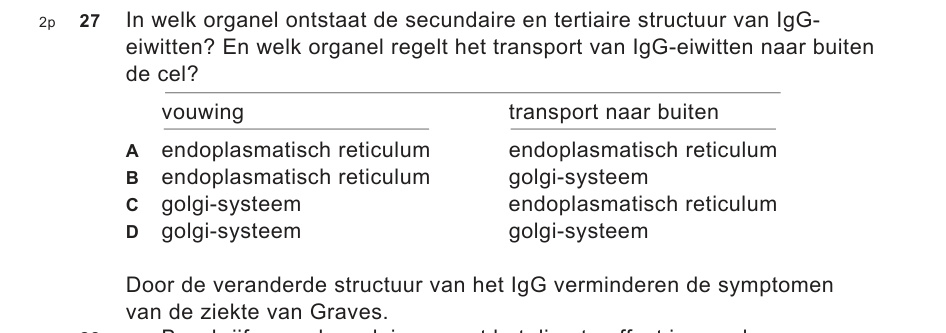 2p 27 In welk organel ontstaat de secundaire en tertiaire structuur van IgG-
eiwitten? En welk organel regelt het transport van IgG-eiwitten naar buiten
de cel?
vouwing transport naar buiten
A endoplasmatisch reticulum endoplasmatisch reticulum
B endoplasmatisch reticulum golgi-systeem
C golgi-systeem endoplasmatisch reticulum
D golgi-systeem golgi-systeem
Door de veranderde structuur van het IgG verminderen de symptomen
van de ziekte van Graves.